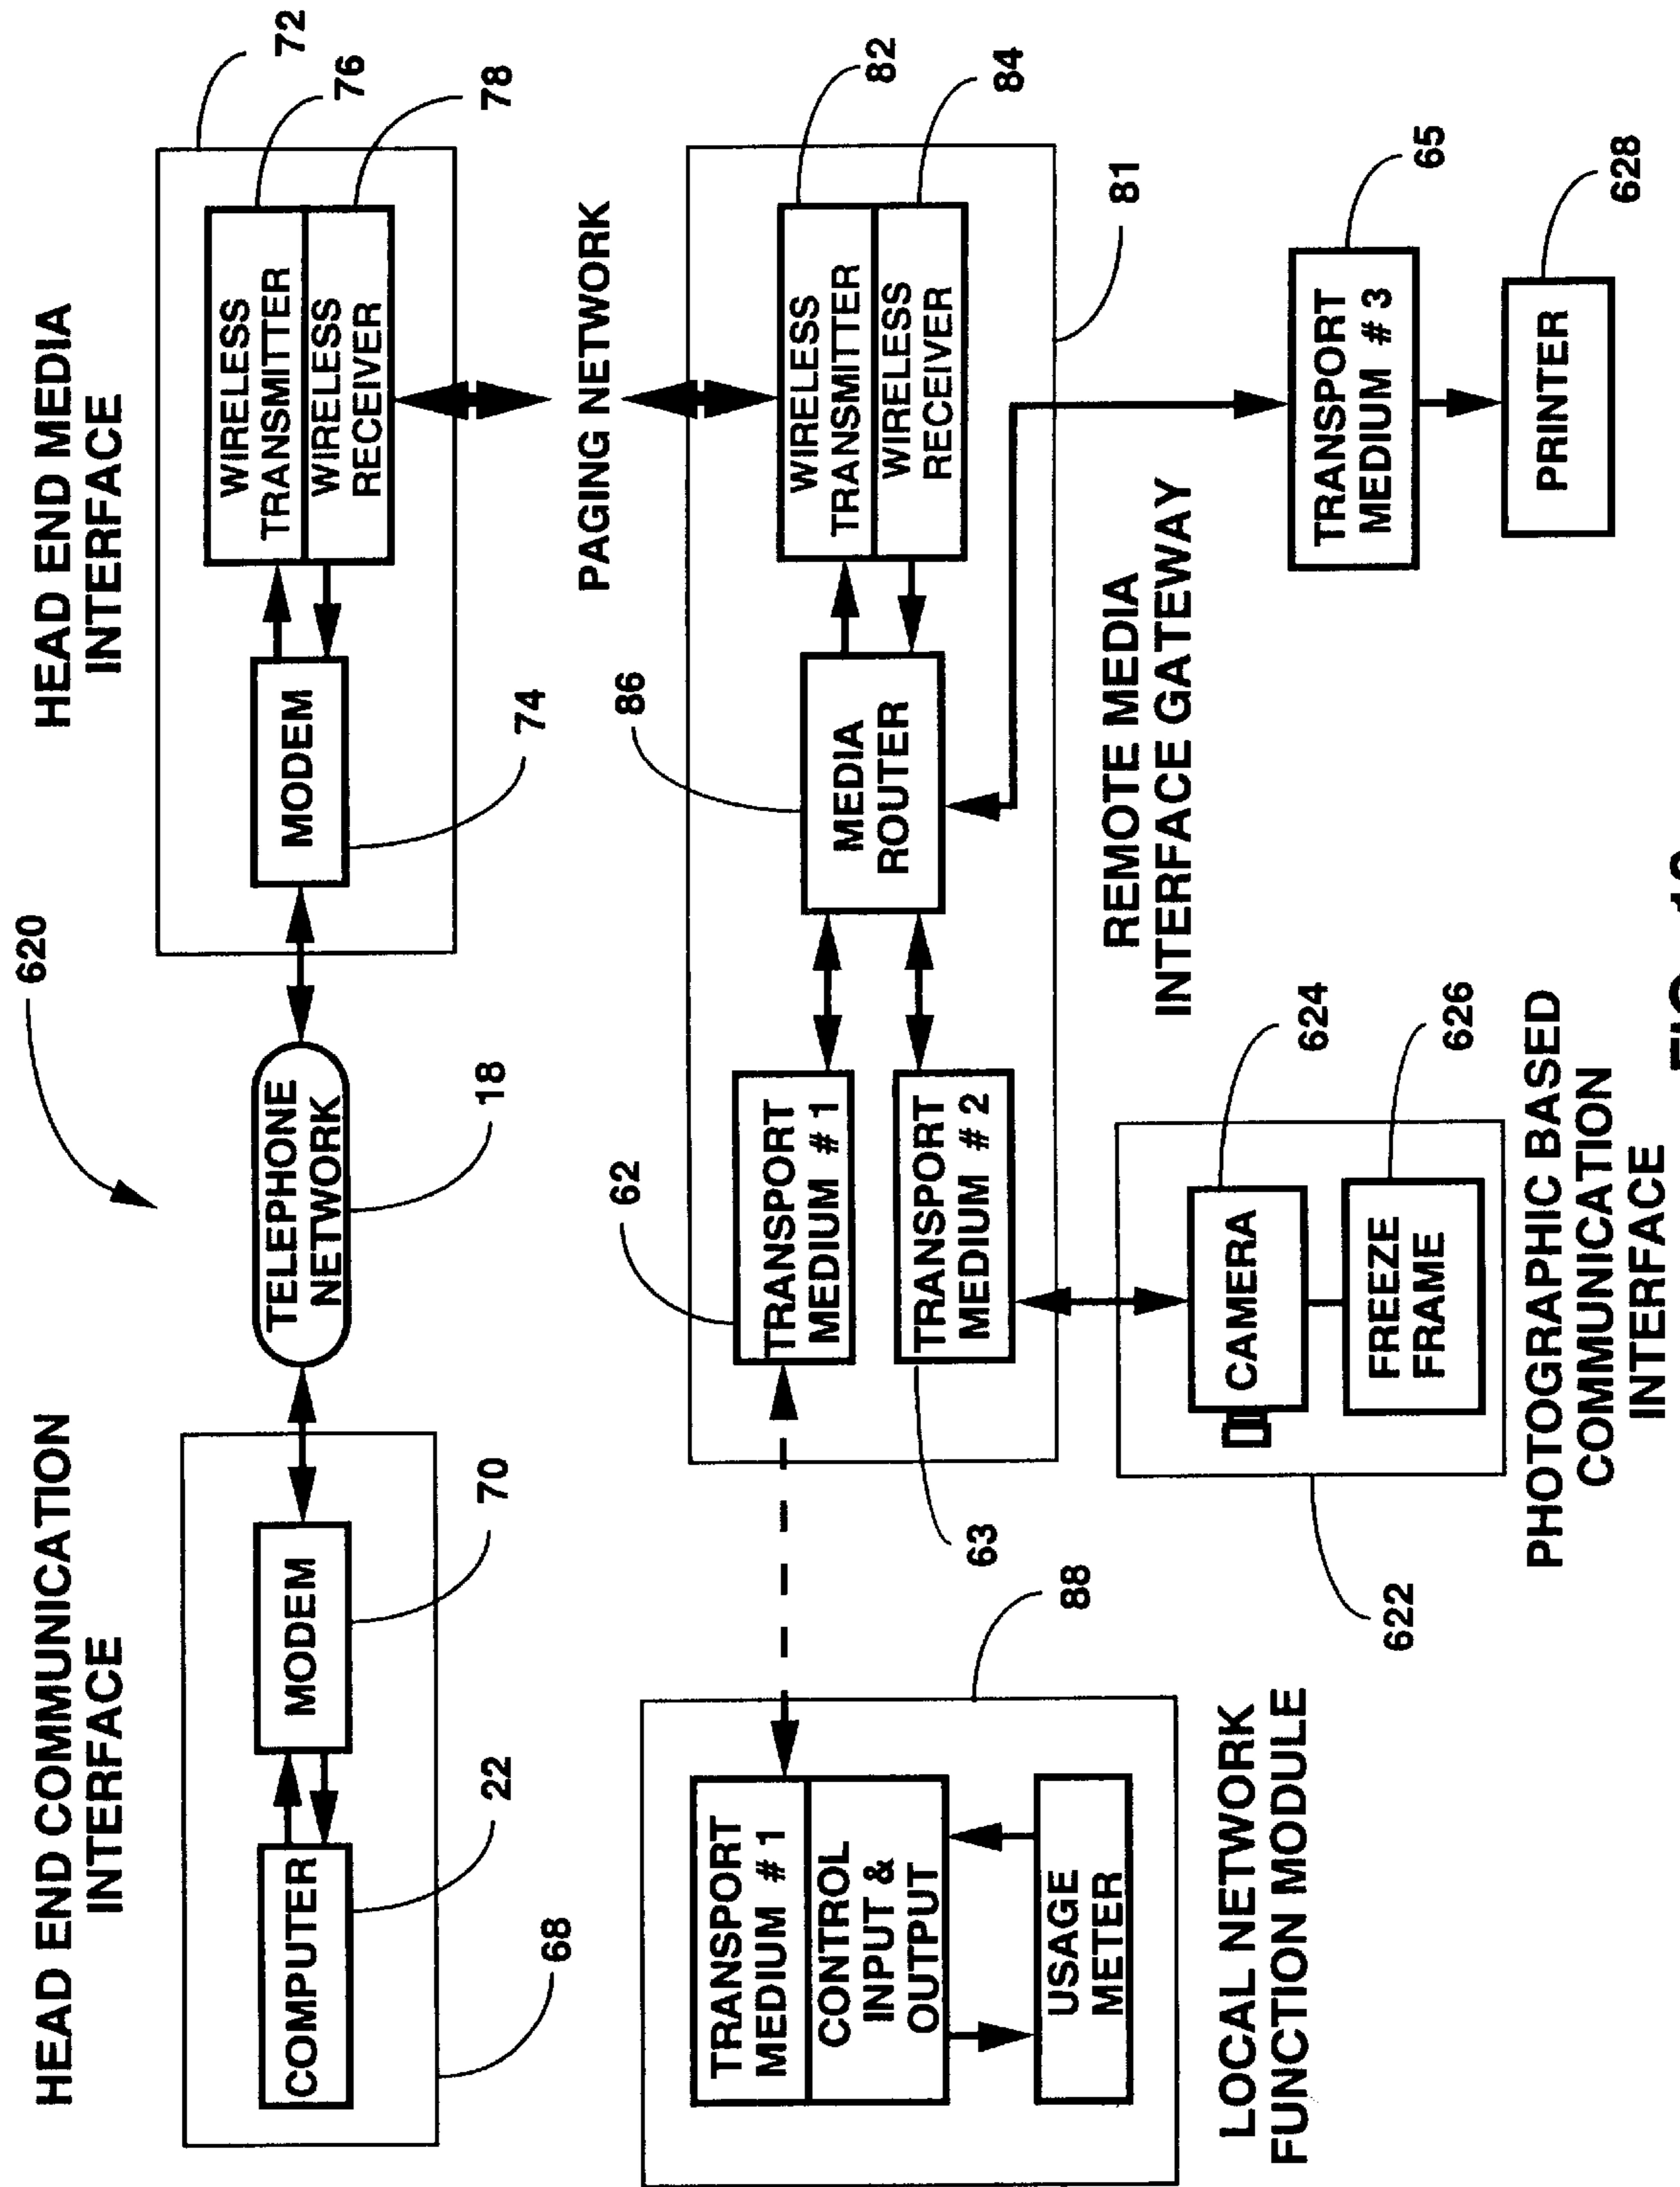 620
HEAD END COMMUNICATION
INTERFACE
HEAD END MEDIA
INTERFACE
COMPUTER
MODEM
TELEPHONE
NETWORK
MODEM
WIRELESS
TRANSMITTER
WIRELESS
RECEIVER
68
22
70
18
74
72
76
78
PAGING NETWORK
TRANSPORT
MEDIUM # 1
CONTROL
INPUT &
OUTPUT
USAGE
METER
88
LOCAL NETWORK
FUNCTION MODULE
62
TRANSPORT
MEDIUM # 1
TRANSPORT
MEDIUM # 2
63
86
MEDIA
ROUTER
WIRELESS
TRANSMITTER
WIRELESS
RECEIVER
82
84
81
REMOTE MEDIA
INTERFACE GATEWAY
CAMERA
FREEZE
FRAME
622
624
626
PHOTOGRAPHIC BASED
COMMUNICATION
INTERFACE
TRANSPORT
MEDIUM # 3
65
PRINTER
628